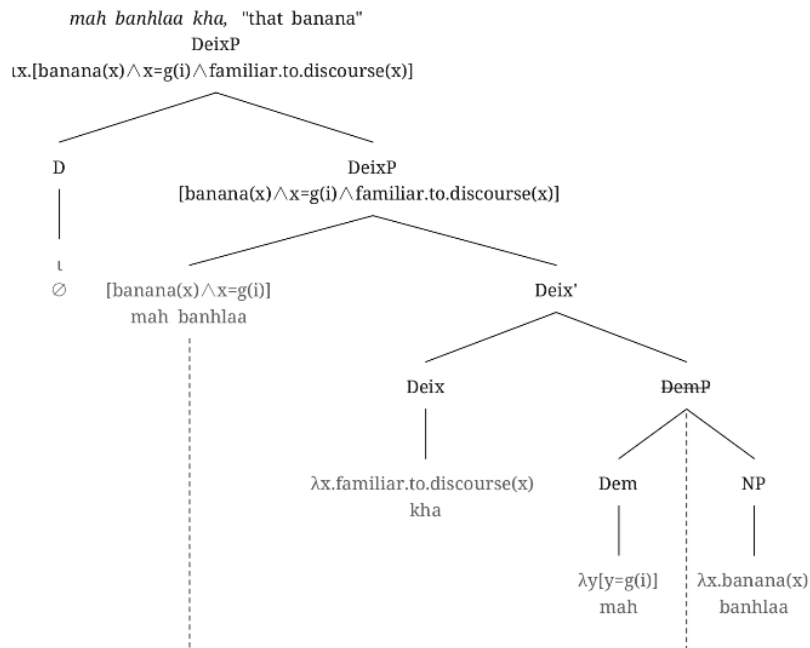 mah banhlaa kha, "that banana"
DeixP
ιx.[banana(x)∧x=g(i)∧familiar.to.discourse(x)]
D DeixP
[banana(x)∧x=g(i)∧familiar.to.discourse(x)]
ι
∅ [banana(x)∧x=g(i)] Deix'
mah banhlaa
Deix DemP
λx.familiar.to.discourse(x) Dem NP
kha
λy[y=g(i)] λx.banana(x)
mah banhlaa